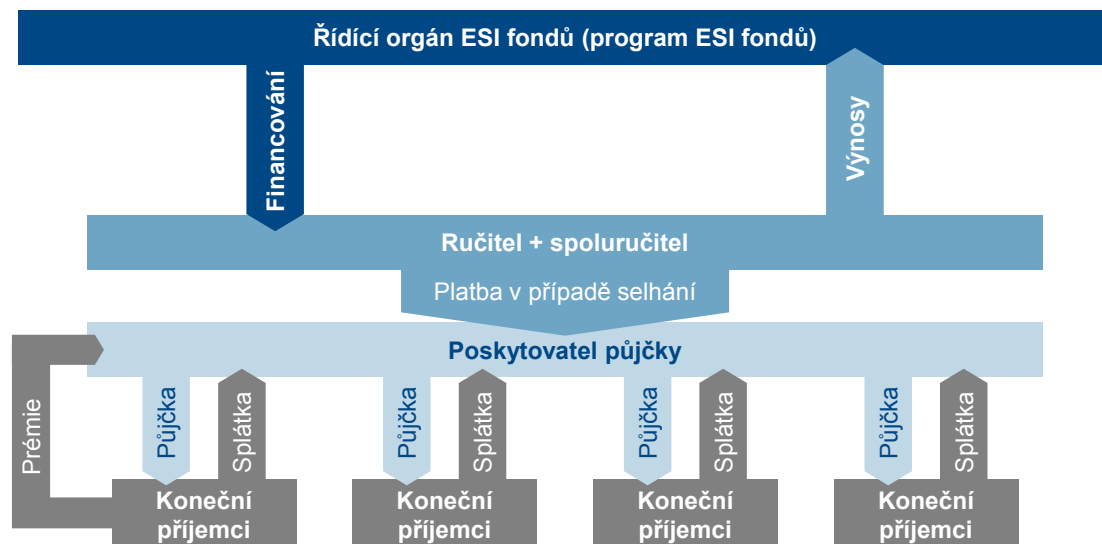 Řídící orgán ESI fondů (program ESI fondů)
Financování
Výnosy
Ručitel + spoluručitel
Platba v případě selhání
Poskytovatel půjčky
Prémie
Půjčka
Splátka
Půjčka
Splátka
Půjčka
Splátka
Půjčka
Splátka
Koneční
příjemci
Koneční
příjemci
Koneční
příjemci
Koneční
příjemci